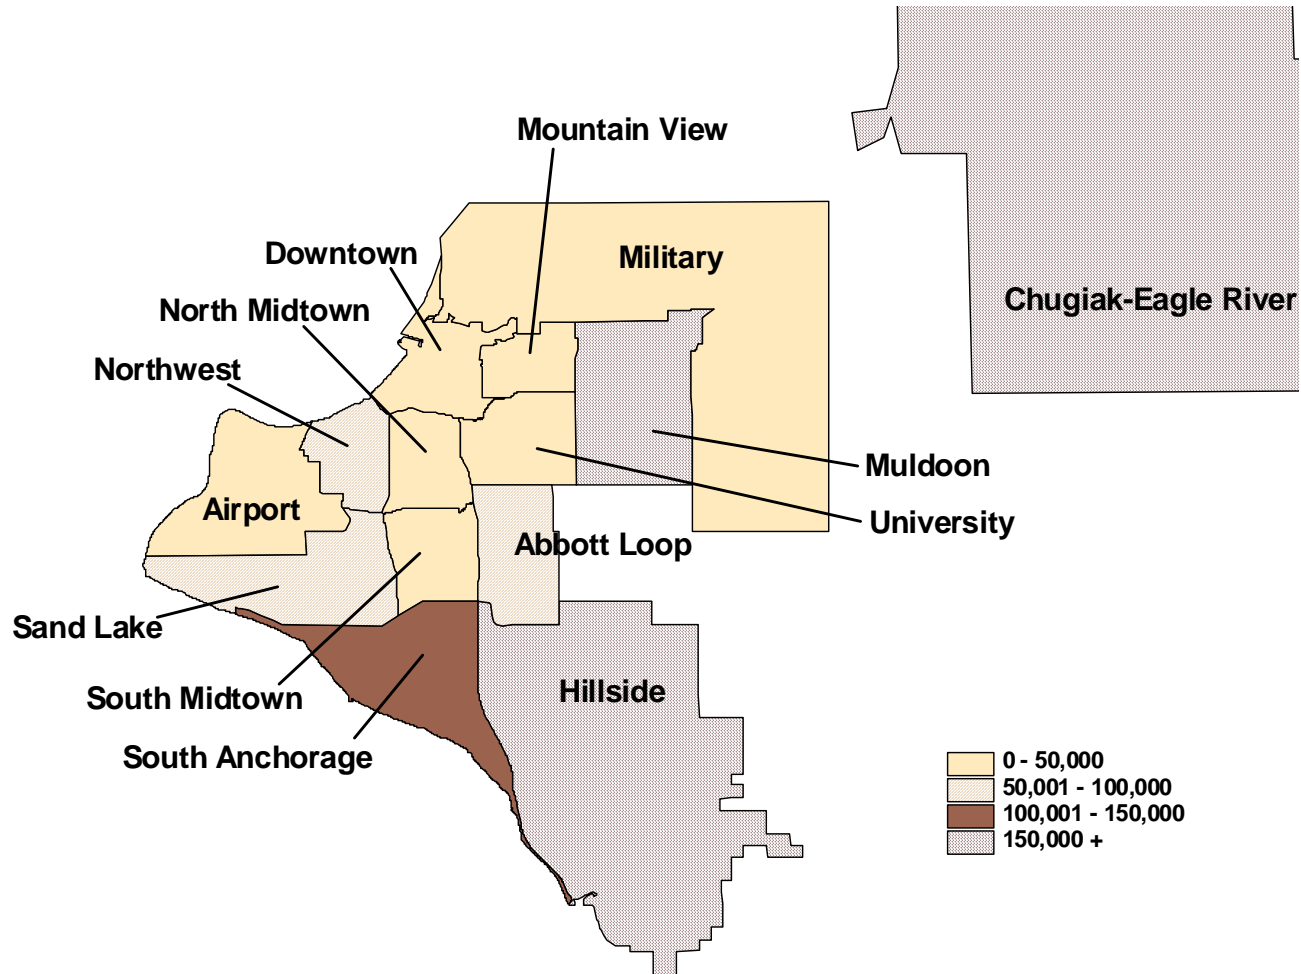 Mountain View
Downtown
Military
Chugiak-Eagle River
North Midtown
Northwest
Muldoon
Airport
University
Abbott Loop
Sand Lake
South Midtown
Hillside
South Anchorage
0 - 50,000
50,001 - 100,000
100,001 - 150,000
150,000 +